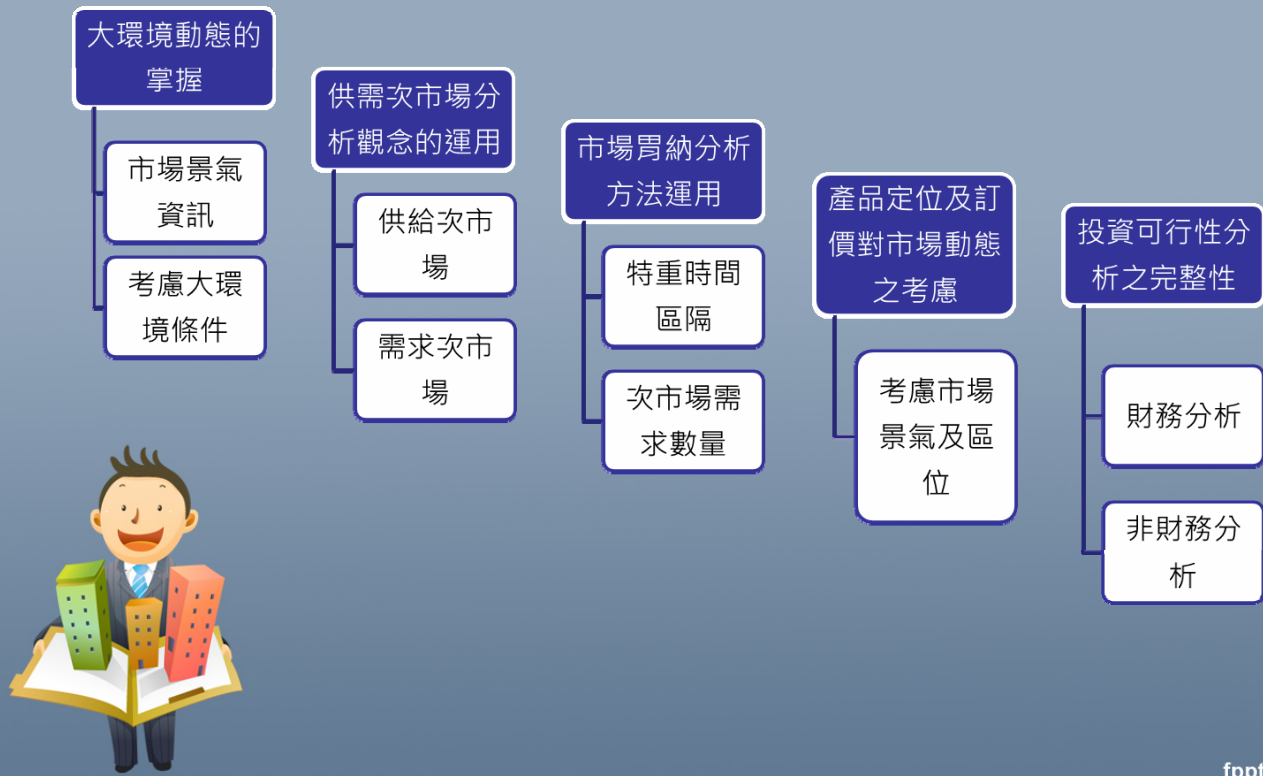 大環境動態的
掌握
市場景氣
資訊
考慮大環
境條件
供需次市場分
析觀念的運用
供給次市
場
需求次市
場
市場胃納分析
方法運用
特重時間
區隔
次市場需
求數量
產品定位及訂
價對市場動態
之考慮
考慮市場
景氣及區
位
投資可行性分
析之完整性
財務分析
非財務分
析
fppt